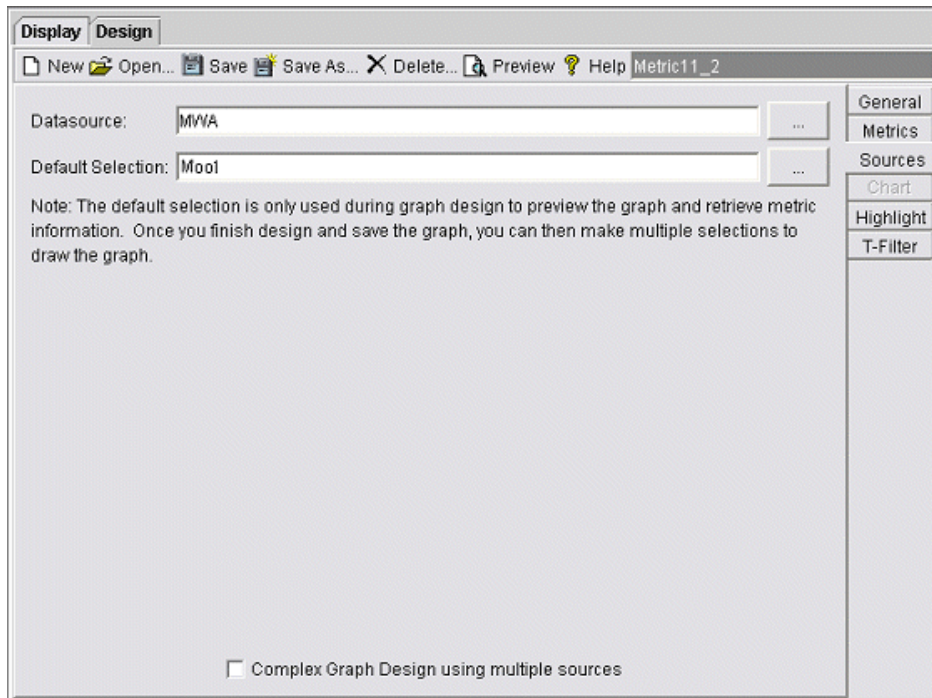 Display Design
New Open... Save Save As... Delete... Preview Help Metric11_2
General
Metrics
Sources
Chart
Highlight
T-Filter
Datasource: MVVA ...
Default Selection: Moo1 ...
Note: The default selection is only used during graph design to preview the graph and retrieve metric
information. Once you finish design and save the graph, you can then make multiple selections to
draw the graph.
Complex Graph Design using multiple sources